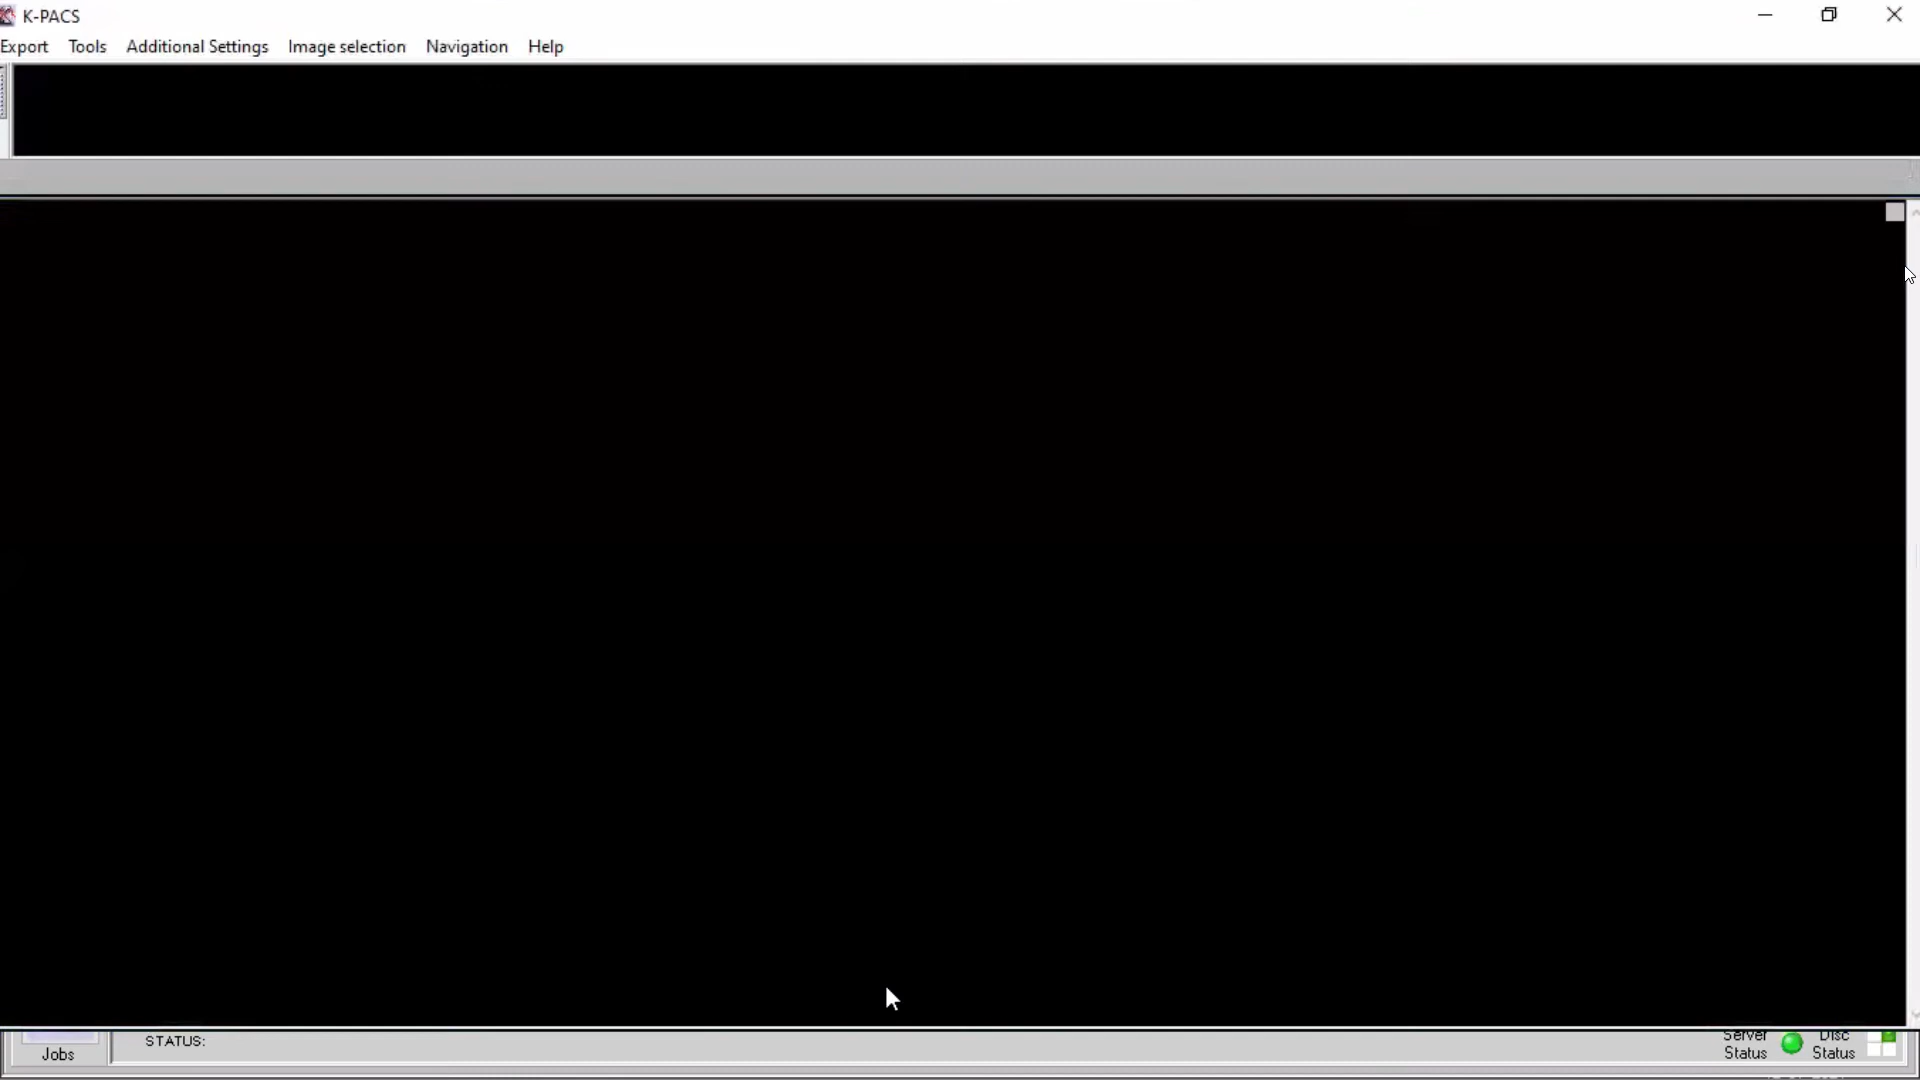 K-PACS
Export Tools Additional Settings Image selection Navigation Help
STATUS:
Jobs
Server Status
Disc Status